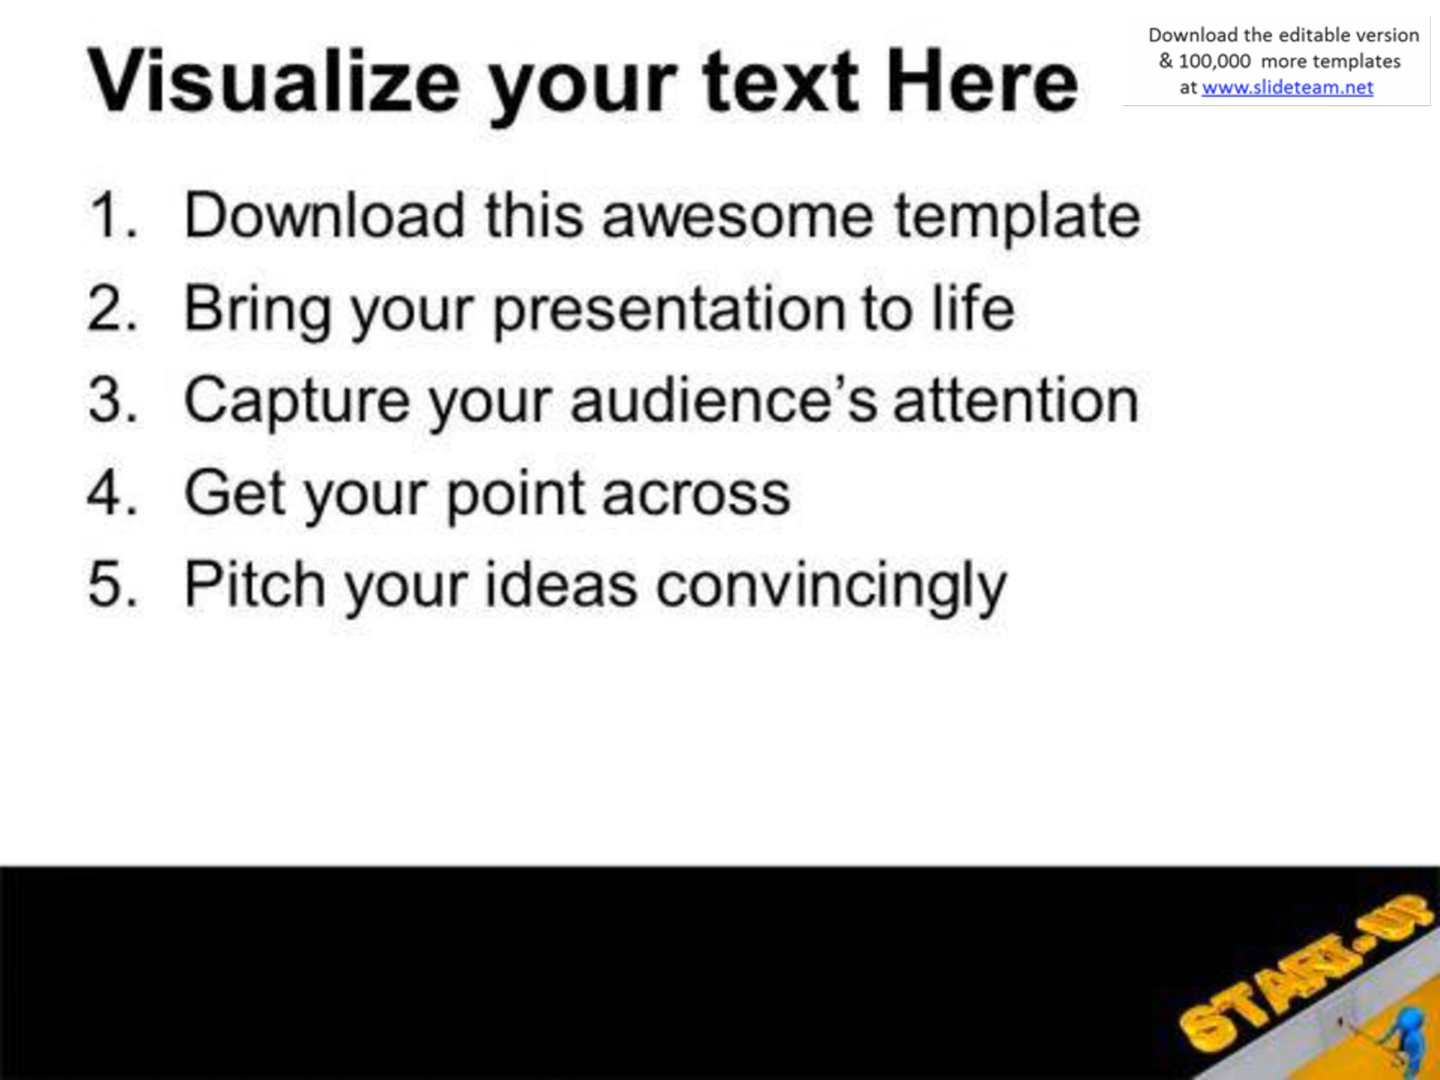 Visualize your text Here
Download the editable version
& 100,000 more templates
at www.slideteam.net
1. Download this awesome template
2. Bring your presentation to life
3. Capture your audience’s attention
4. Get your point across
5. Pitch your ideas convincingly
START-UP